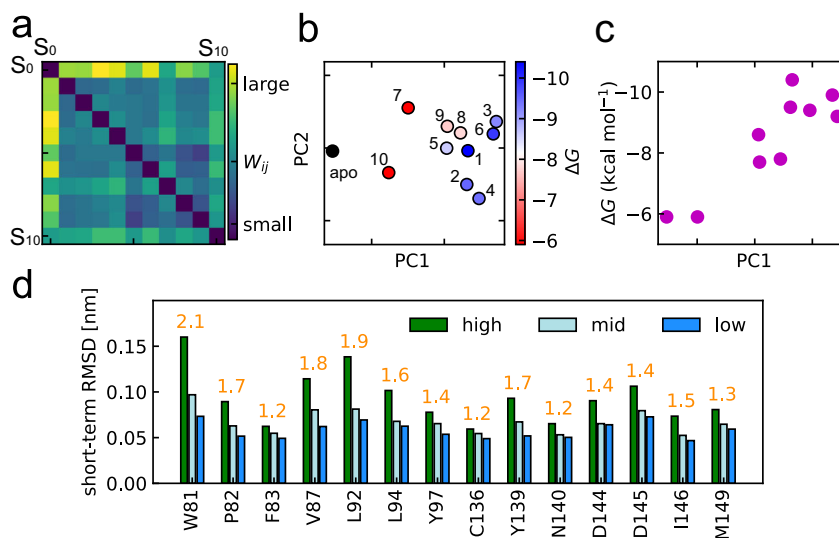 a
S0 S10
S0
S10
large
Wij
small
b
PC2
PC1
apo
7
10
9
8
5
3
6
1
2
4
−10
−9
−8
−7
−6
ΔG
c
ΔG (kcal mol−1)
−10
−8
−6
PC1
d
short-term RMSD [nm]
0.15
0.10
0.05
0.00
high mid low
2.1 1.7 1.2 1.8 1.9 1.6 1.4 1.2 1.7 1.2 1.4 1.4 1.5 1.3
W81 P82 F83 V87 L92 L94 Y97 C136 Y139 N140 D144 D145 I146 M149